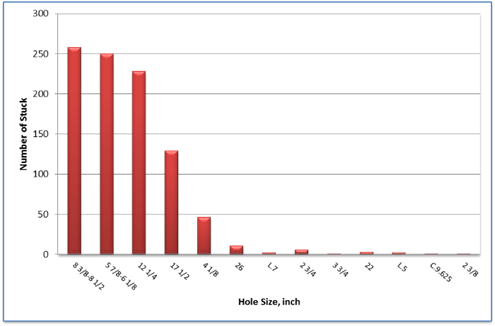 300
250
200
150
100
50
0
Number of Stuck
8 3/8-8 1/2
5 7/8-6 1/8
12 1/4
17 1/2
4 1/8
26
L.7
2 3/4
3 3/4
22
L.5
C.9.625
2 3/8
Hole Size, inch